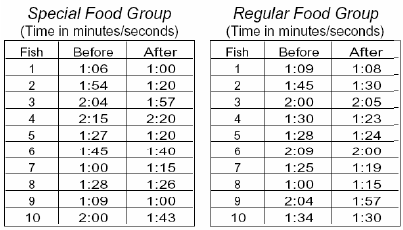 Special Food Group Regular Food Group
(Time in minutes/seconds) (Time in minutes/seconds)
Fish Before After Fish Before After
1 1:06 1:00 1 1:09 1:08
2 1:54 1:20 2 1:45 1:30
3 2:04 1:57 3 2:00 2:05
4 2:15 2:20 4 1:30 1:23
5 1:27 1:20 5 1:28 1:24
6 1:45 1:40 6 2:09 2:00
7 1:00 1:15 7 1:25 1:19
8 1:28 1:26 8 1:00 1:15
9 1:09 1:00 9 2:04 1:57
10 2:00 1:43 10 1:34 1:30